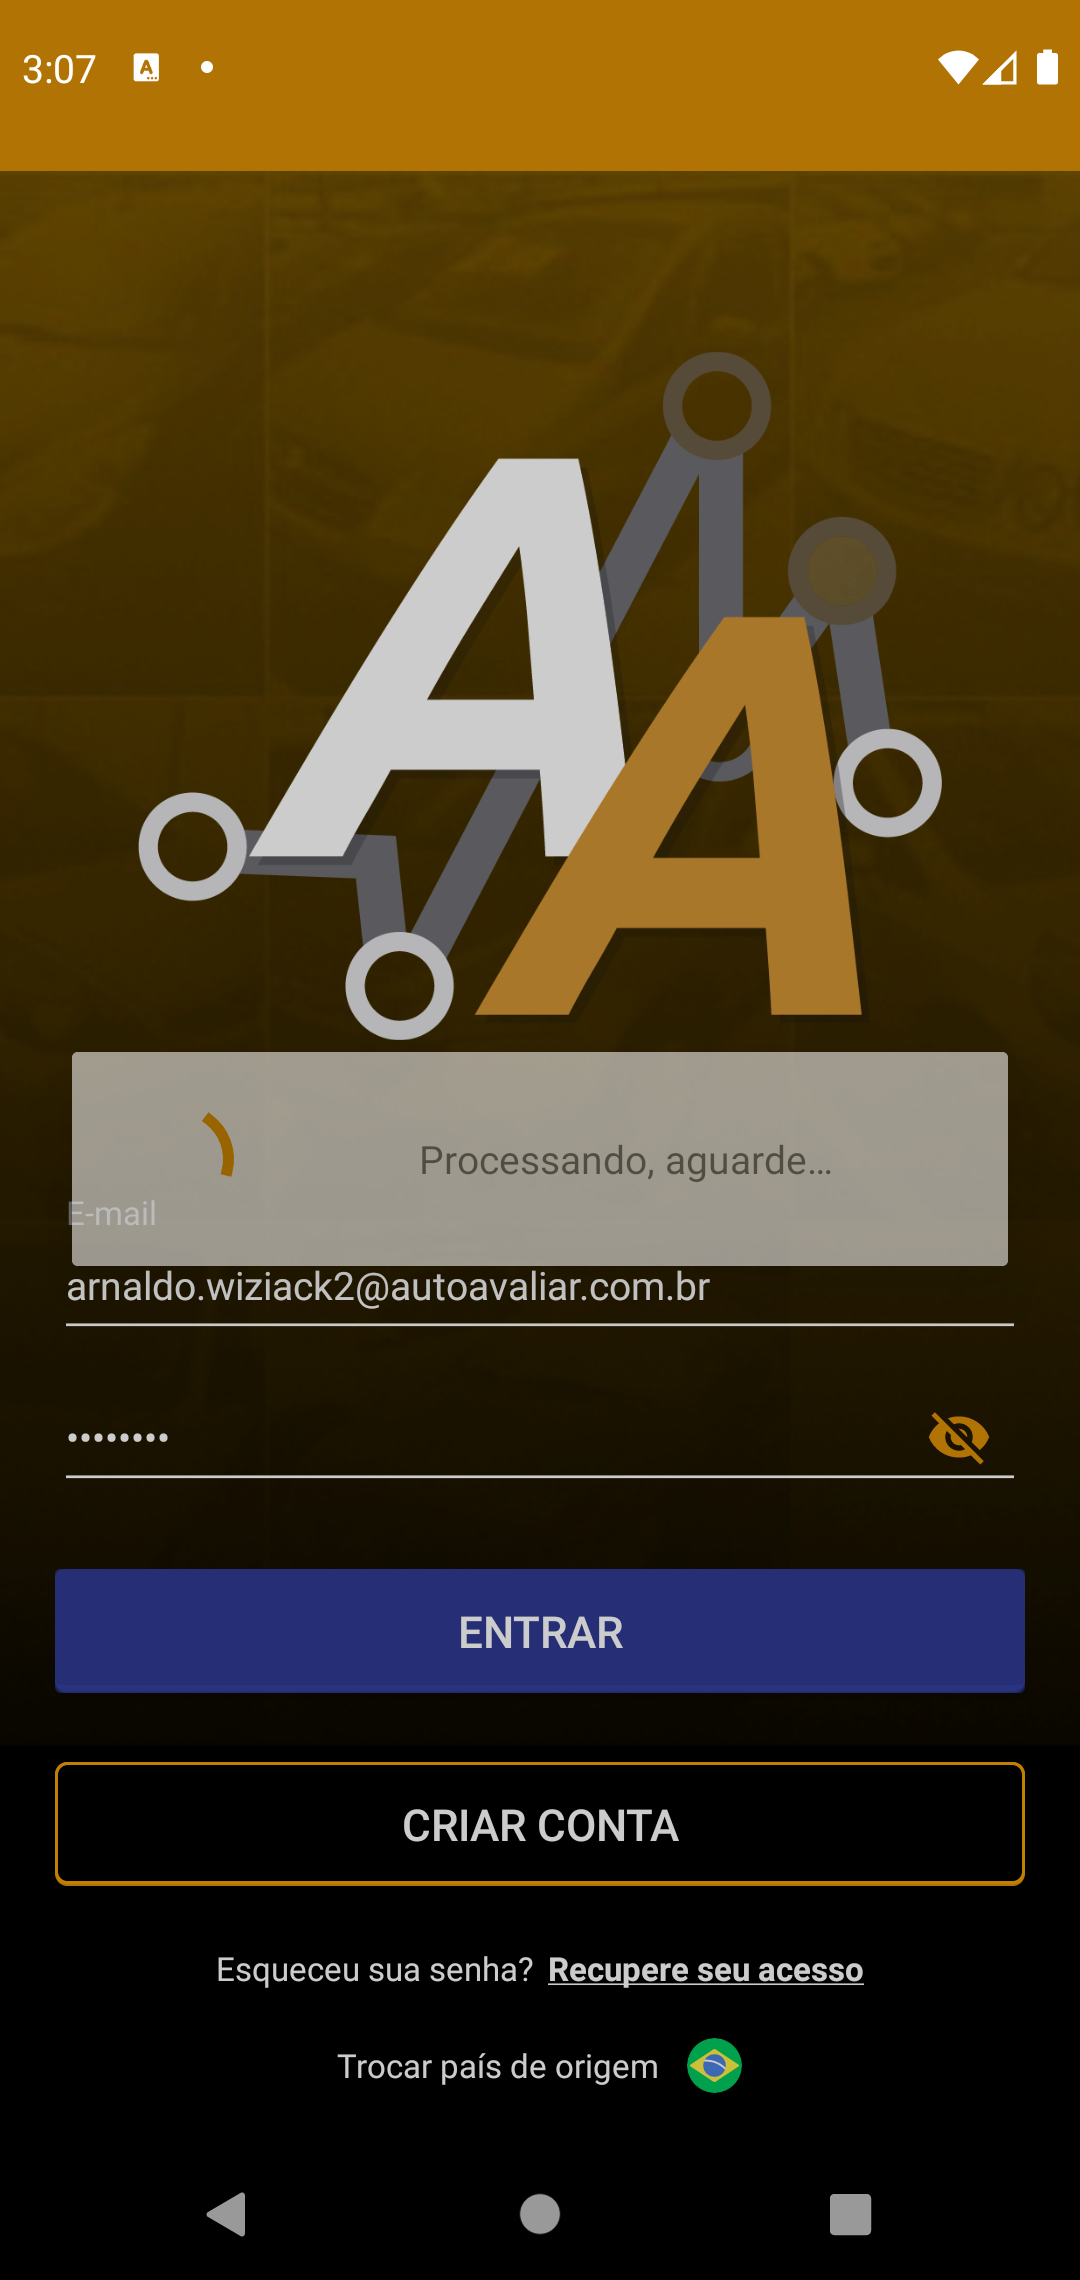 3:07
AA
Processando, aguarde...
E-mail
arnaldo.wiziack2@autoavaliar.com.br
••••••••
ENTRAR
CRIAR CONTA
Esqueceu sua senha? Recupere seu acesso
Trocar país de origem